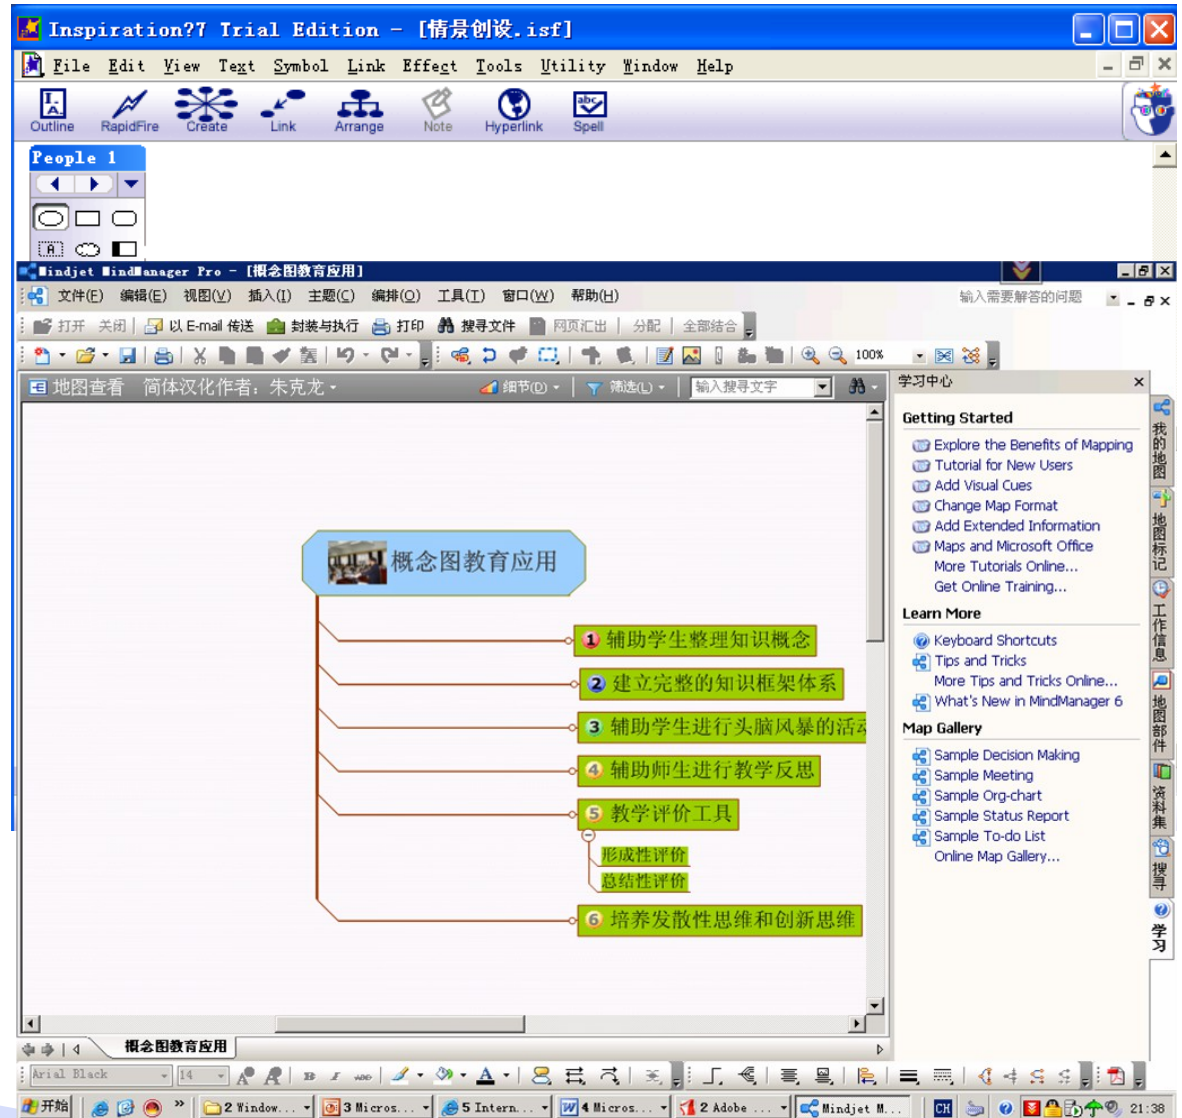 Inspiration?7 Trial Edition - [情景创设.isf]
File Edit View Text Symbol Link Effect Tools Utility Window Help
Outline RapidFire Create Link Arrange Note Hyperlink Spell
People 1
Mindjet MindManager Pro - [概念图教育应用]
文件(F) 编辑(E) 视图(V) 插入(I) 主题(C) 编排(O) 工具(T) 窗口(W) 帮助(H) 输入需要解答的问题
打开 关闭 以 E-mail 传送 封装与执行 打印 搜寻文件 网页汇出 分配 全部结合
100%
地图查看 简体汉化作者：朱克龙 细节(D) 筛选(L) 输入搜寻文字
概念图教育应用
1 辅助学生整理知识概念
2 建立完整的知识框架体系
3 辅助学生进行头脑风暴的活动
4 辅助师生进行教学反思
5 教学评价工具
形成性评价
总结性评价
6 培养发散性思维和创新思维
学习中心
Getting Started
Explore the Benefits of Mapping
Tutorial for New Users
Add Visual Cues
Change Map Format
Add Extended Information
Maps and Microsoft Office
More Tutorials Online...
Get Online Training...
Learn More
Keyboard Shortcuts
Tips and Tricks
More Tips and Tricks Online...
What's New in MindManager 6
Map Gallery
Sample Decision Making
Sample Meeting
Sample Org-chart
Sample Status Report
Sample To-do List
Online Map Gallery...
我的地图
地图标记
工作信息
地图部件
资料集
搜寻
学习
概念图教育应用
Arial Black 14
开始 2 Window... 3 Micros... 5 Intern... 4 Micros... 2 Adobe ... Mindjet M... CH 21:38